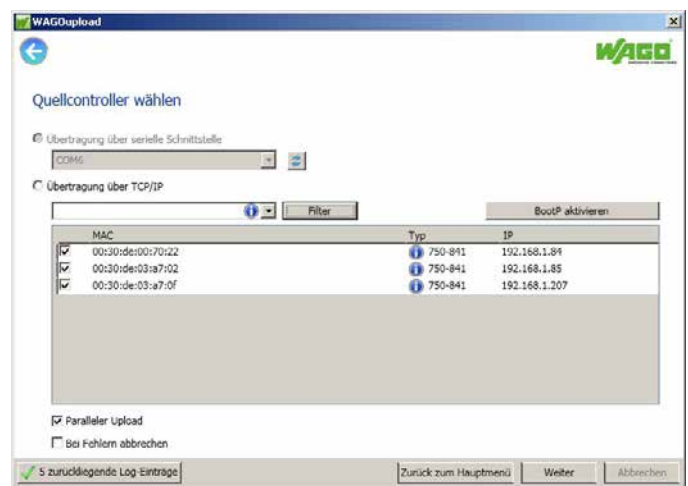 WAGOupload
WAGO
Quellcontroller wählen
Übertragung über serielle Schnittstelle
COM6
Übertragung über TCP/IP
Filter
BootP aktivieren
MAC Typ IP
00:30:de:00:70:22 750-841 192.168.1.84
00:30:de:03:a7:02 750-841 192.168.1.85
00:30:de:03:a7:0f 750-841 192.168.1.207
Paralleler Upload
Bei Fehlern abbrechen
5 zurückliegende Log-Einträge
Zurück zum Hauptmenü
Weiter
Abbrechen